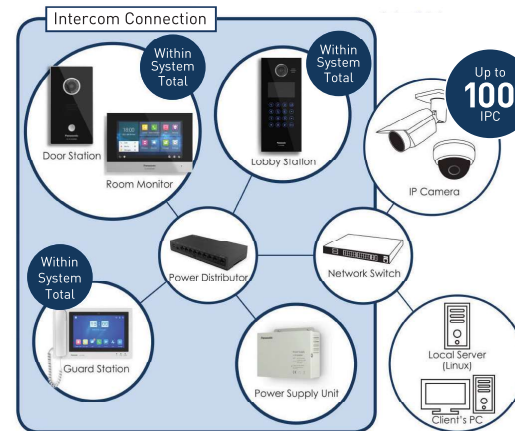 Intercom Connection
Within
System
Total
Within
System
Total
Up to
100
IPC
Door Station
Room Monitor
Lobby Station
IP Camera
Within
System
Total
Power Distributor
Network Switch
Guard Station
Power Supply Unit
Local Server
(Linux)
Client's PC